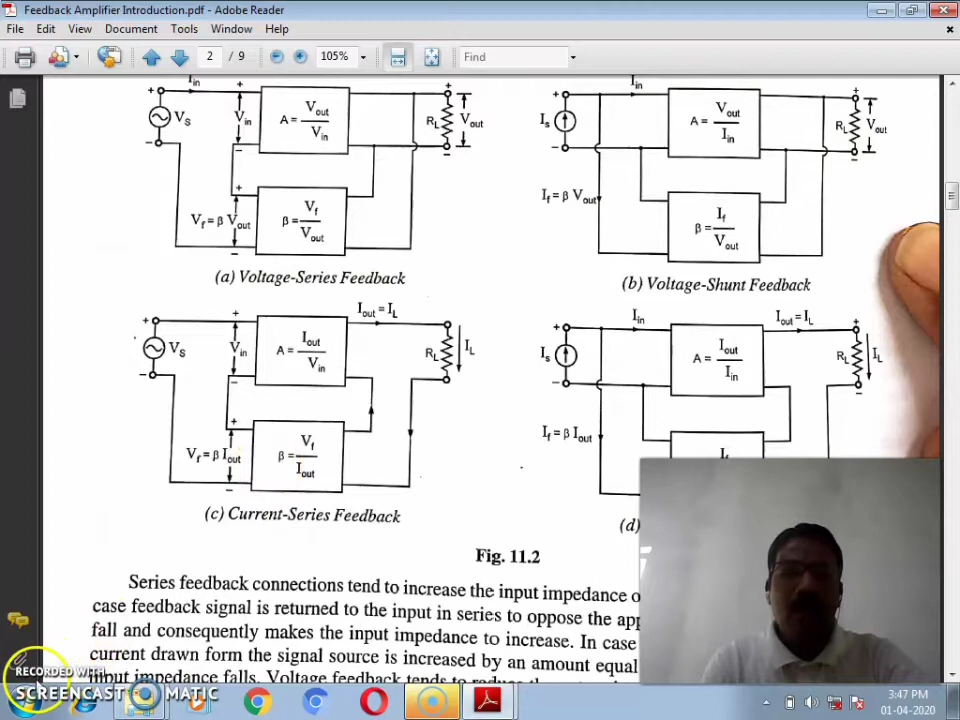 Feedback Amplifier Introduction.pdf - Adobe Reader
File Edit View Document Tools Window Help
2 / 9 105% Find
Iin
+ + +
VS Vin A = Vout / Vin RL Vout
− − −
+
Vf = β Vout β = Vf / Vout
−
(a) Voltage-Series Feedback
Iin
+ +
Is A = Vout / Iin RL Vout
− −
If = β Vout β = If / Vout
(b) Voltage-Shunt Feedback
Iout = IL
+ +
VS Vin A = Iout / Vin RL IL
− −
+
Vf = β Iout β = Vf / Iout
−
(c) Current-Series Feedback
Iin Iout = IL
+ +
Is A = Iout / Iin RL IL
− −
If = β Iout If
(d)
Fig. 11.2
Series feedback connections tend to increase the input impedance
case feedback signal is returned to the input in series to oppose the
fall and consequently makes the input impedance to increase. In case
current drawn form the signal source is increased by an amount equal
input impedance falls. Voltage feedback tends to
RECORDED WITH
SCREENCAST MATIC
3:47 PM
01-04-2020